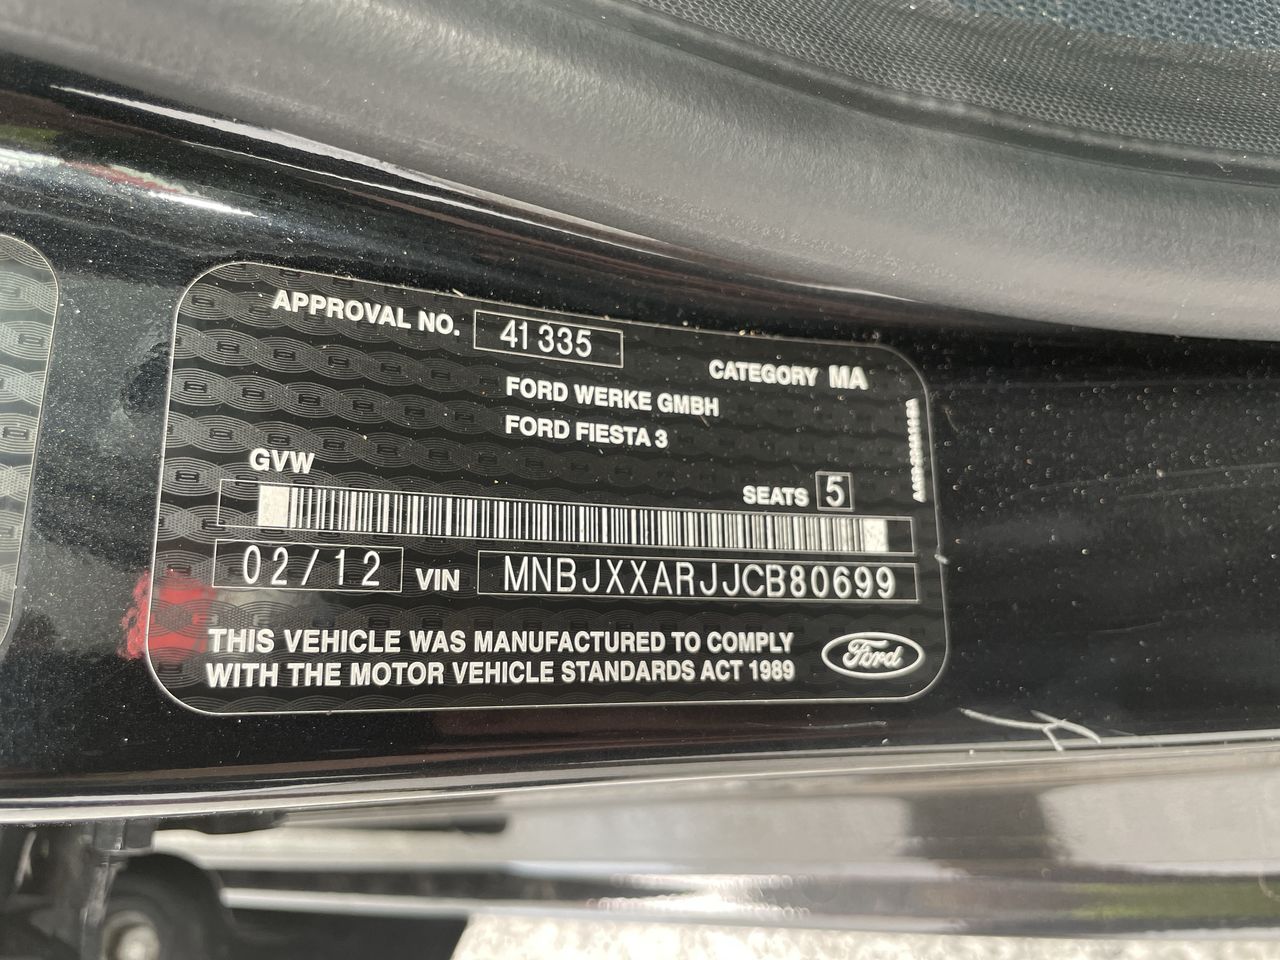 APPROVAL NO. 41335
CATEGORY MA
FORD WERKE GMBH
FORD FIESTA 3
GVW
SEATS 5
02/12 VIN MNBJXXARJJCB80699
THIS VEHICLE WAS MANUFACTURED TO COMPLY
WITH THE MOTOR VEHICLE STANDARDS ACT 1989
Ford